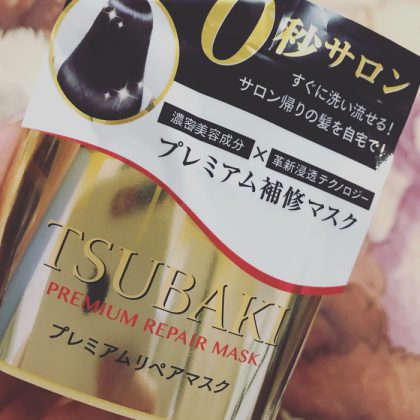 0秒サロン
すぐに洗い流せる！
サロン帰りの髪を自宅で！
濃密美容成分×革新浸透テクノロジー
プレミアム補修マスク
TSUBAKI
PREMIUM REPAIR MASK
プレミアムリペアマスク